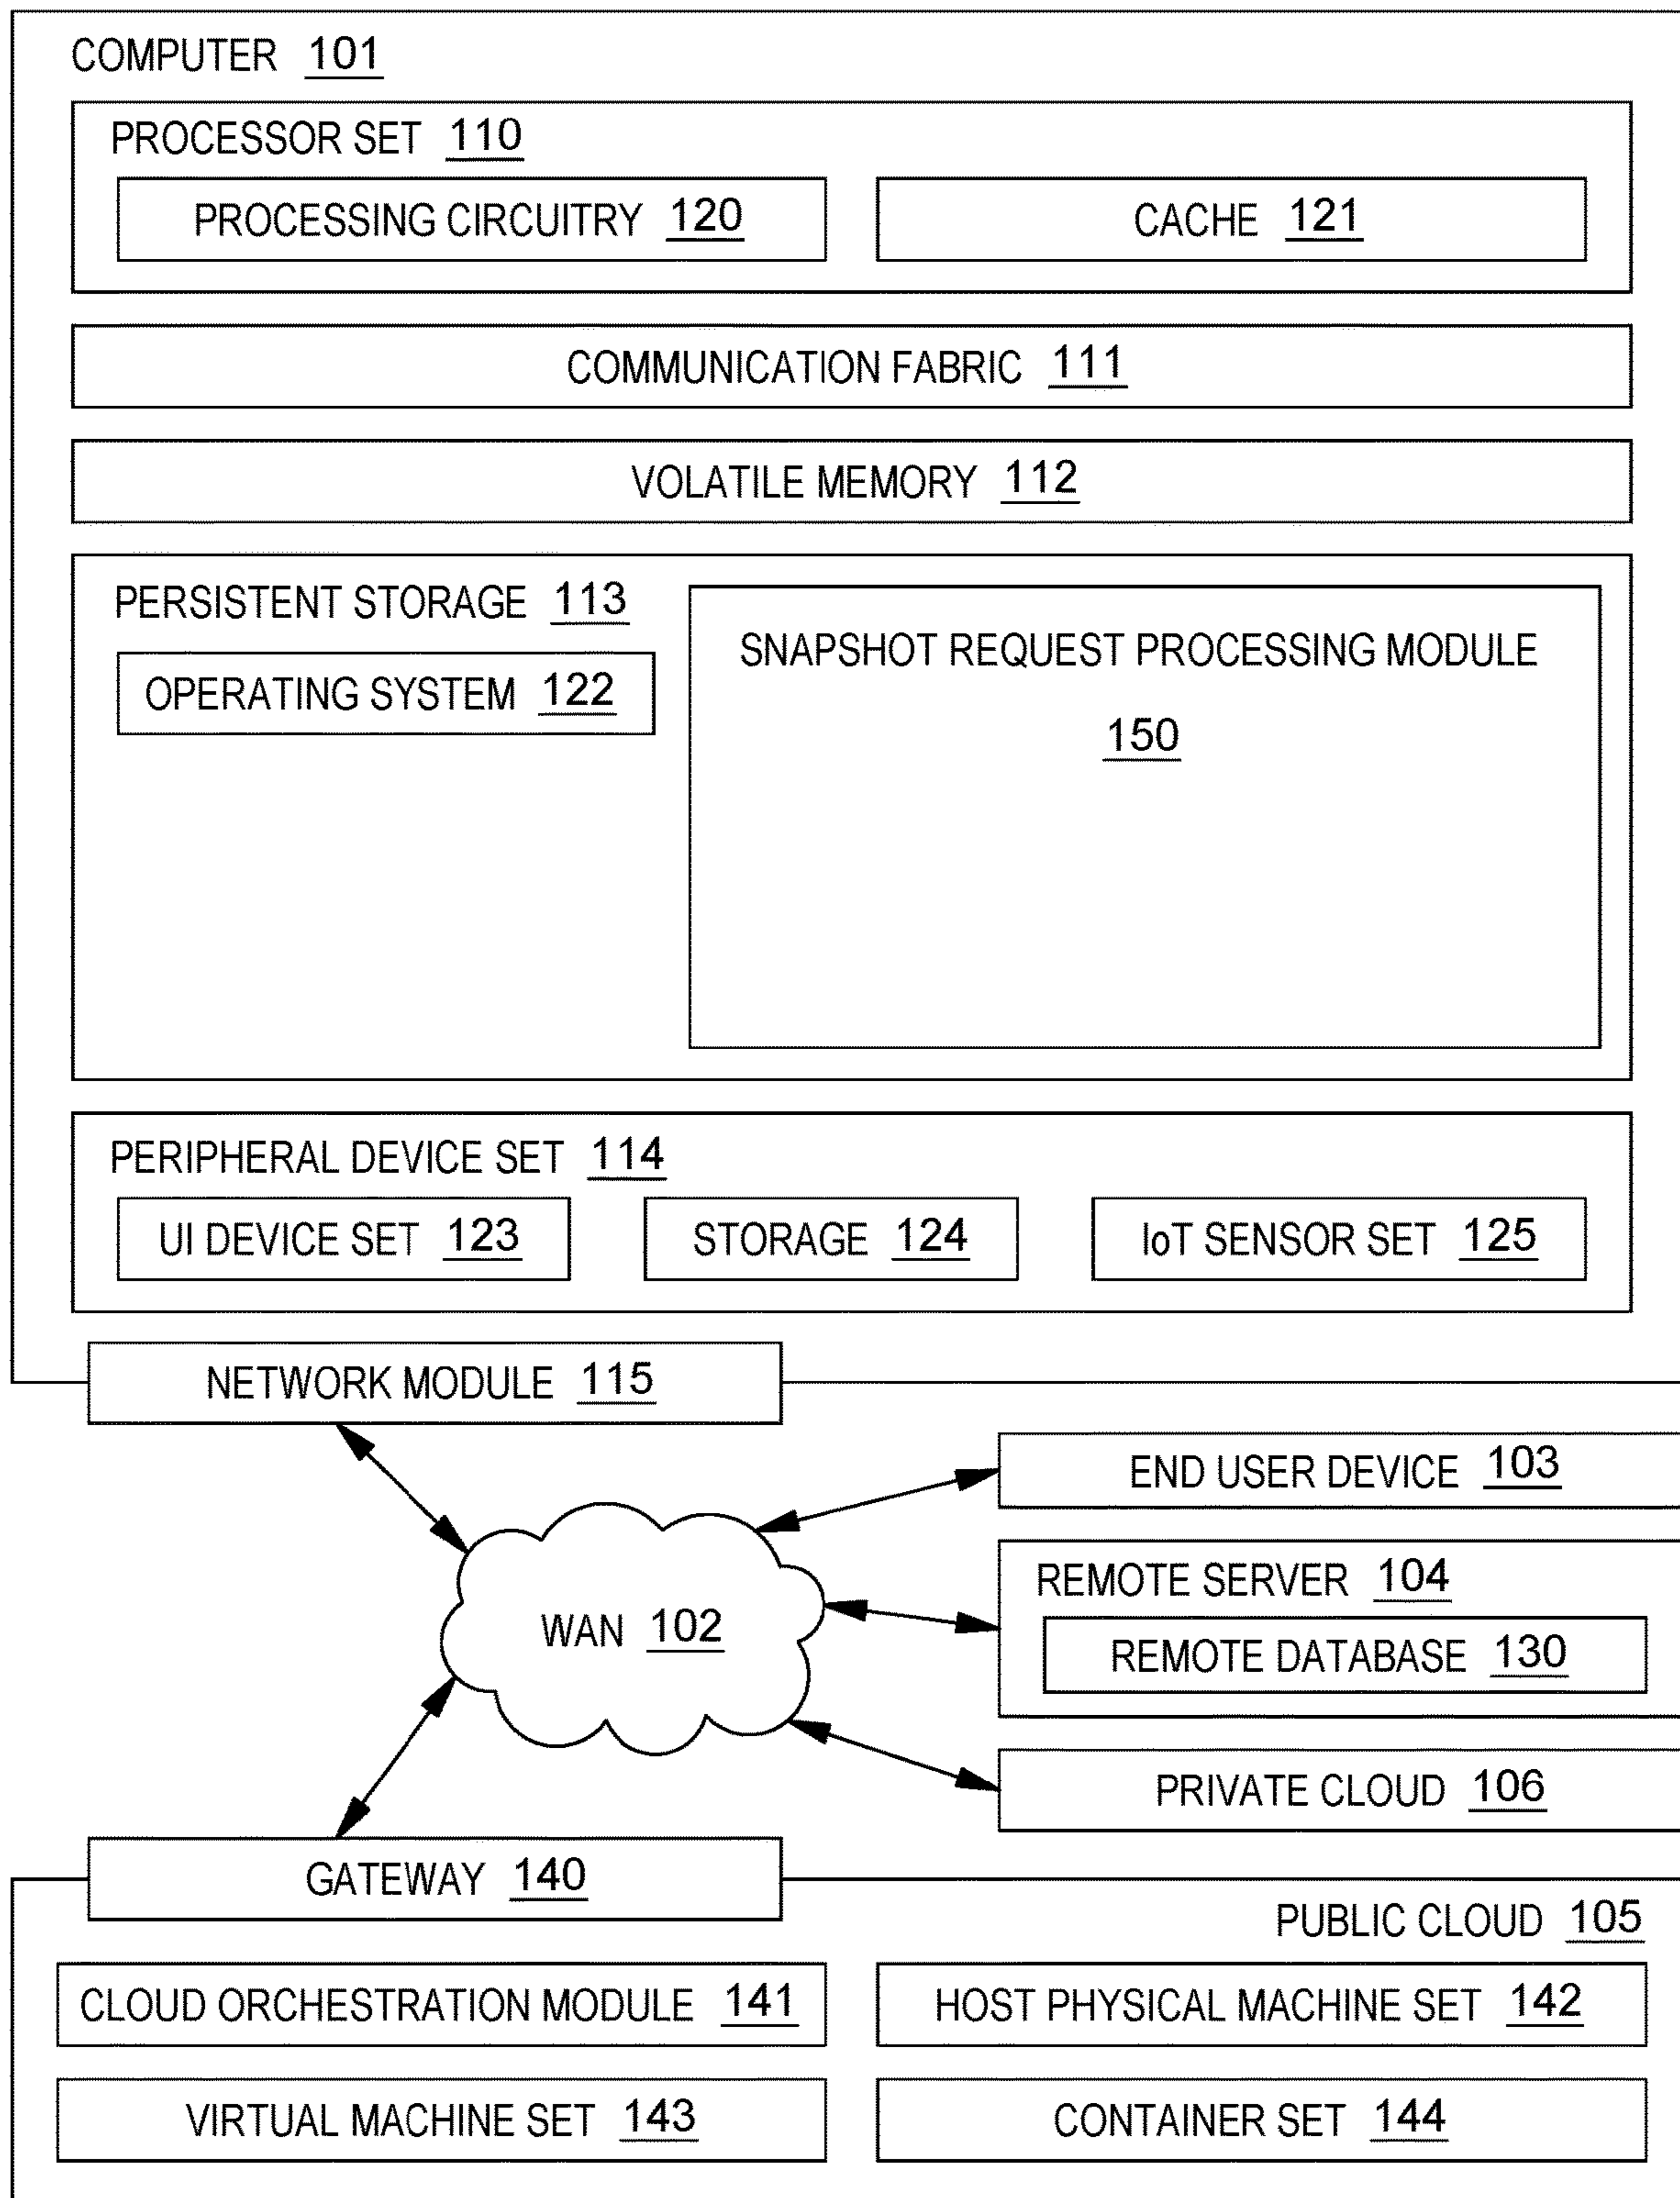 COMPUTER 101
PROCESSOR SET 110
PROCESSING CIRCUITRY 120
CACHE 121
COMMUNICATION FABRIC 111
VOLATILE MEMORY 112
PERSISTENT STORAGE 113
OPERATING SYSTEM 122
SNAPSHOT REQUEST PROCESSING MODULE
150
PERIPHERAL DEVICE SET 114
UI DEVICE SET 123
STORAGE 124
IoT SENSOR SET 125
NETWORK MODULE 115
END USER DEVICE 103
REMOTE SERVER 104
REMOTE DATABASE 130
WAN 102
PRIVATE CLOUD 106
GATEWAY 140
PUBLIC CLOUD 105
CLOUD ORCHESTRATION MODULE 141
HOST PHYSICAL MACHINE SET 142
VIRTUAL MACHINE SET 143
CONTAINER SET 144